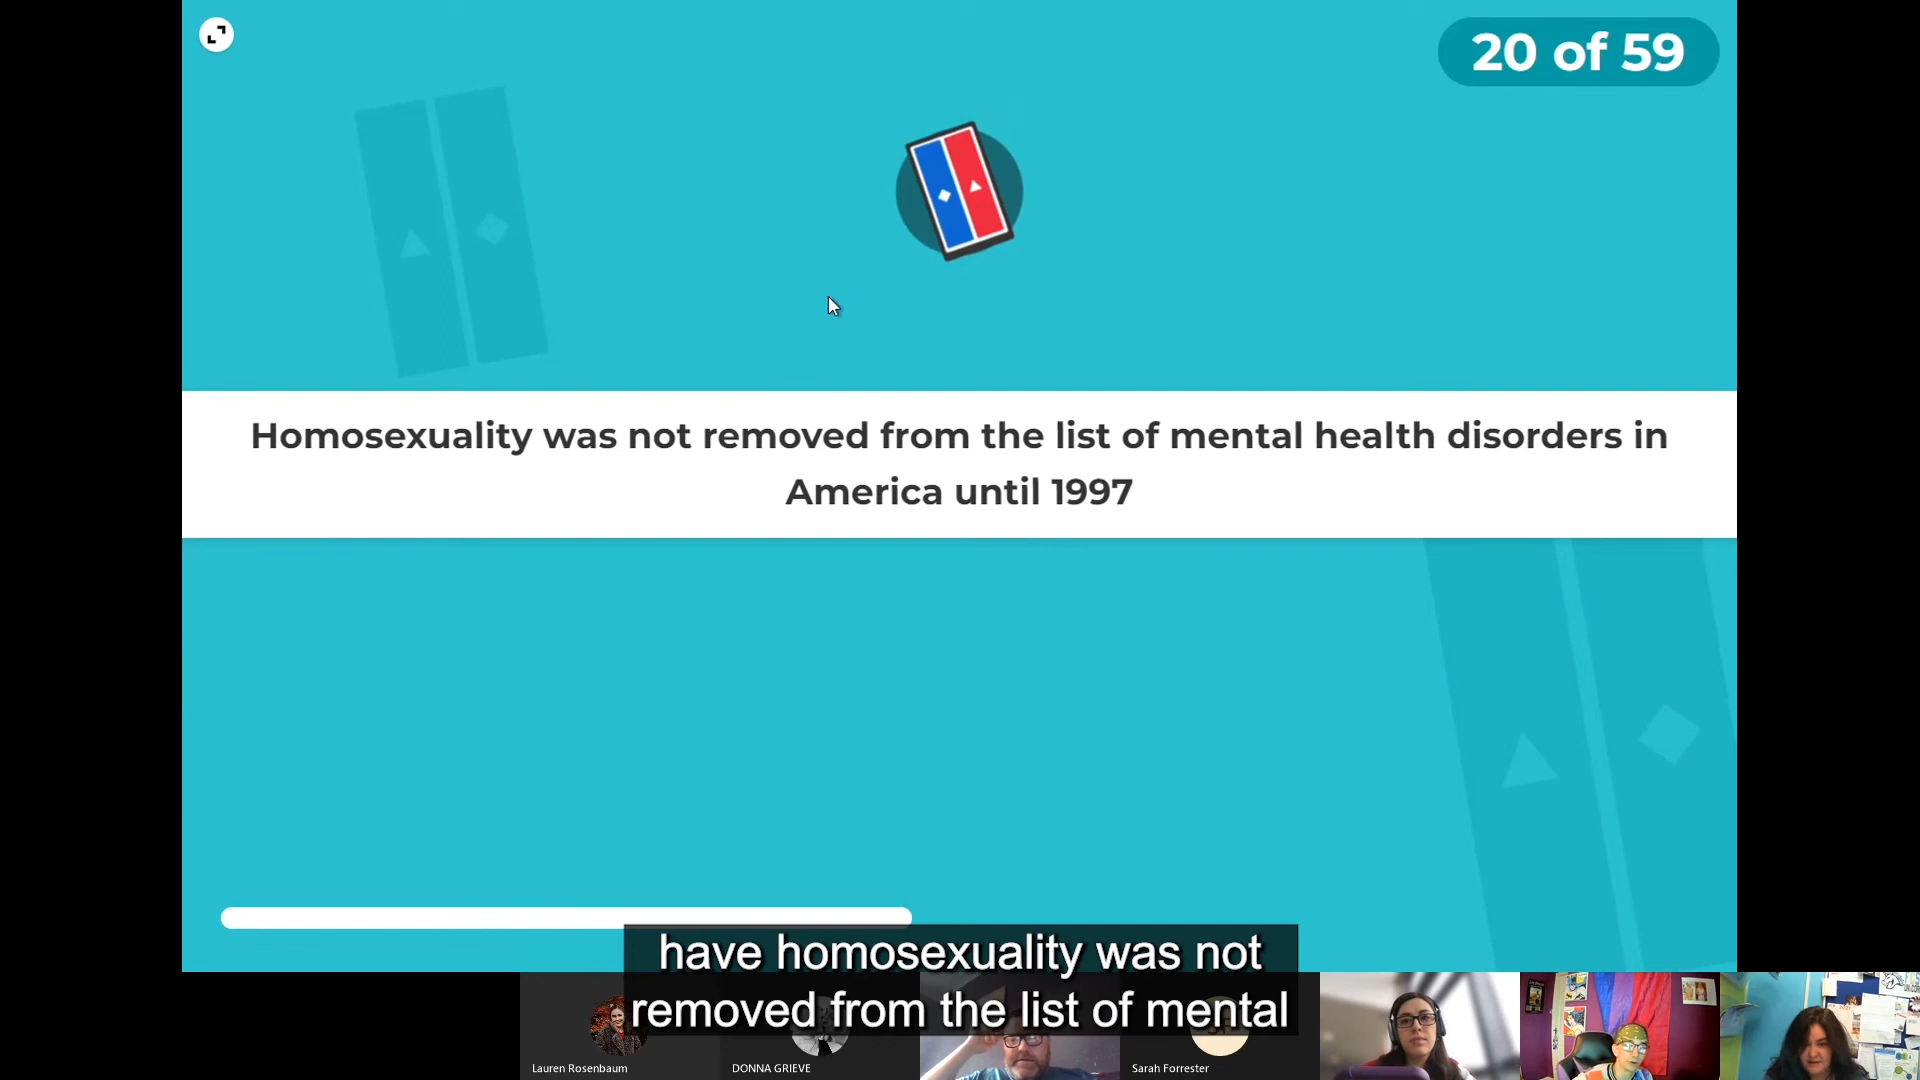 20 of 59
Homosexuality was not removed from the list of mental health disorders in
America until 1997
have homosexuality was not
removed from the list of mental
Lauren Rosenbaum
DONNA GRIEVE
Sarah Forrester